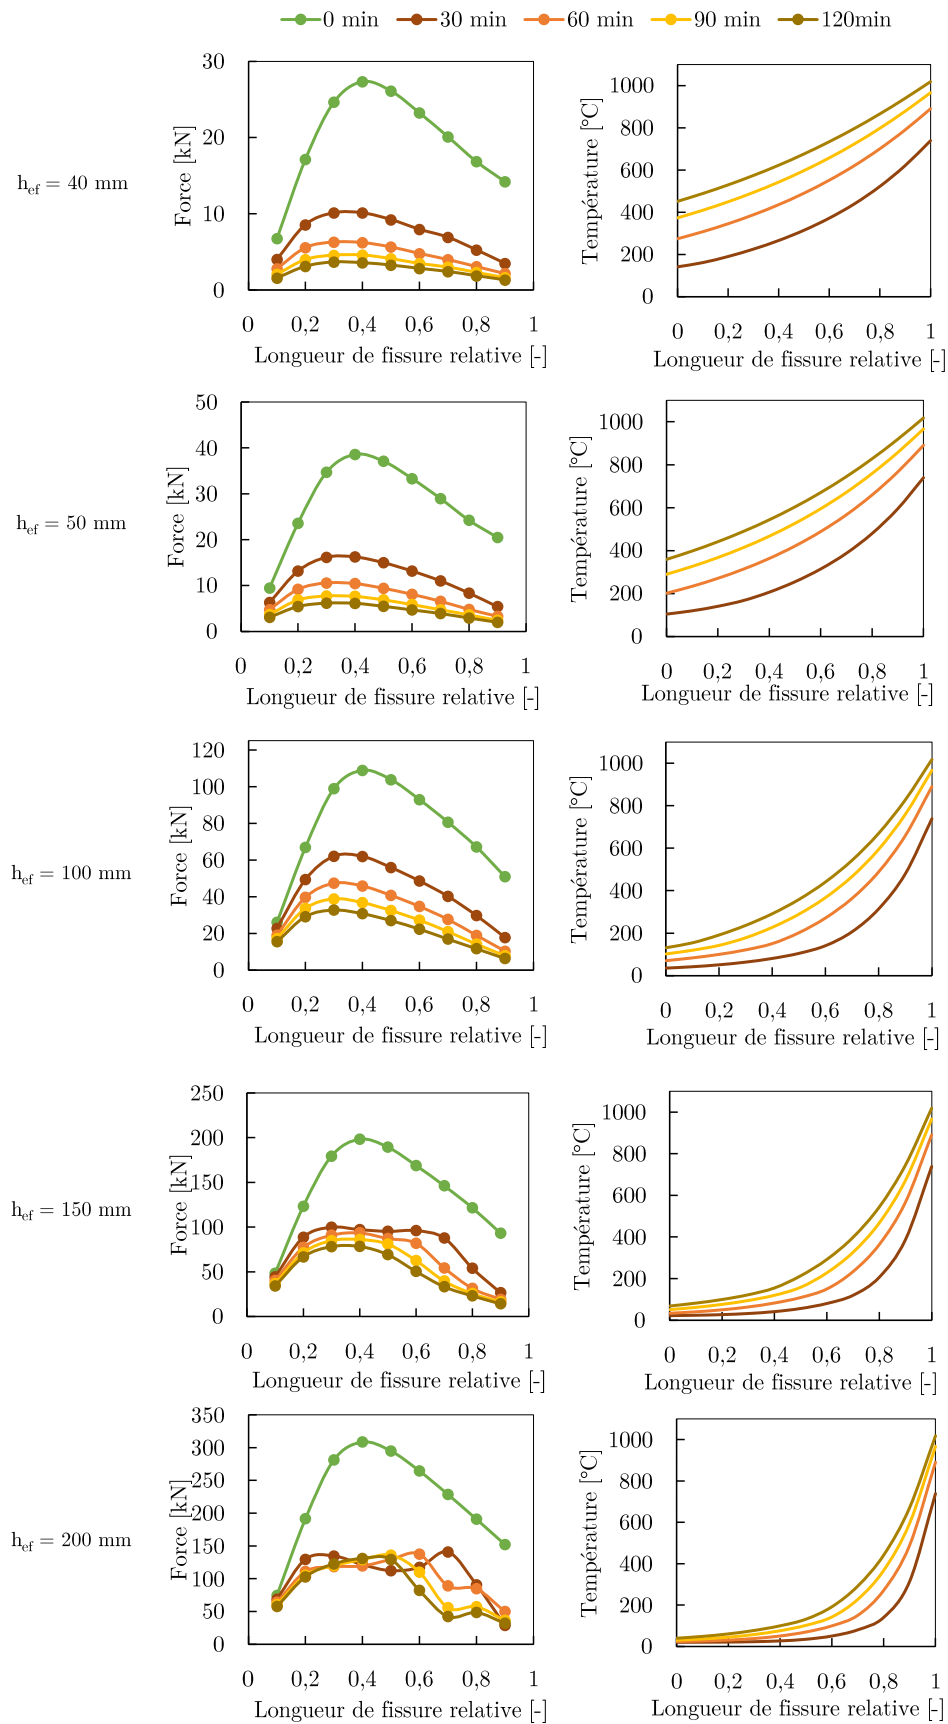 0 min 30 min 60 min 90 min 120min
h_ef = 40 mm
Force [kN]
30
20
10
0
0 0,2 0,4 0,6 0,8 1
Longueur de fissure relative [-]
Température [°C]
1000
800
600
400
200
0
0 0,2 0,4 0,6 0,8 1
Longueur de fissure relative [-]
h_ef = 50 mm
Force [kN]
50
40
30
20
10
0
0 0,2 0,4 0,6 0,8 1
Longueur de fissure relative [-]
Température [°C]
1000
800
600
400
200
0
0 0,2 0,4 0,6 0,8 1
Longueur de fissure relative [-]
h_ef = 100 mm
Force [kN]
120
100
80
60
40
20
0
0 0,2 0,4 0,6 0,8 1
Longueur de fissure relative [-]
Température [°C]
1000
800
600
400
200
0
0 0,2 0,4 0,6 0,8 1
Longueur de fissure relative [-]
h_ef = 150 mm
Force [kN]
250
200
150
100
50
0
0 0,2 0,4 0,6 0,8 1
Longueur de fissure relative [-]
Température [°C]
1000
800
600
400
200
0
0 0,2 0,4 0,6 0,8 1
Longueur de fissure relative [-]
h_ef = 200 mm
Force [kN]
350
300
250
200
150
100
50
0
0 0,2 0,4 0,6 0,8 1
Longueur de fissure relative [-]
Température [°C]
1000
800
600
400
200
0
0 0,2 0,4 0,6 0,8 1
Longueur de fissure relative [-]